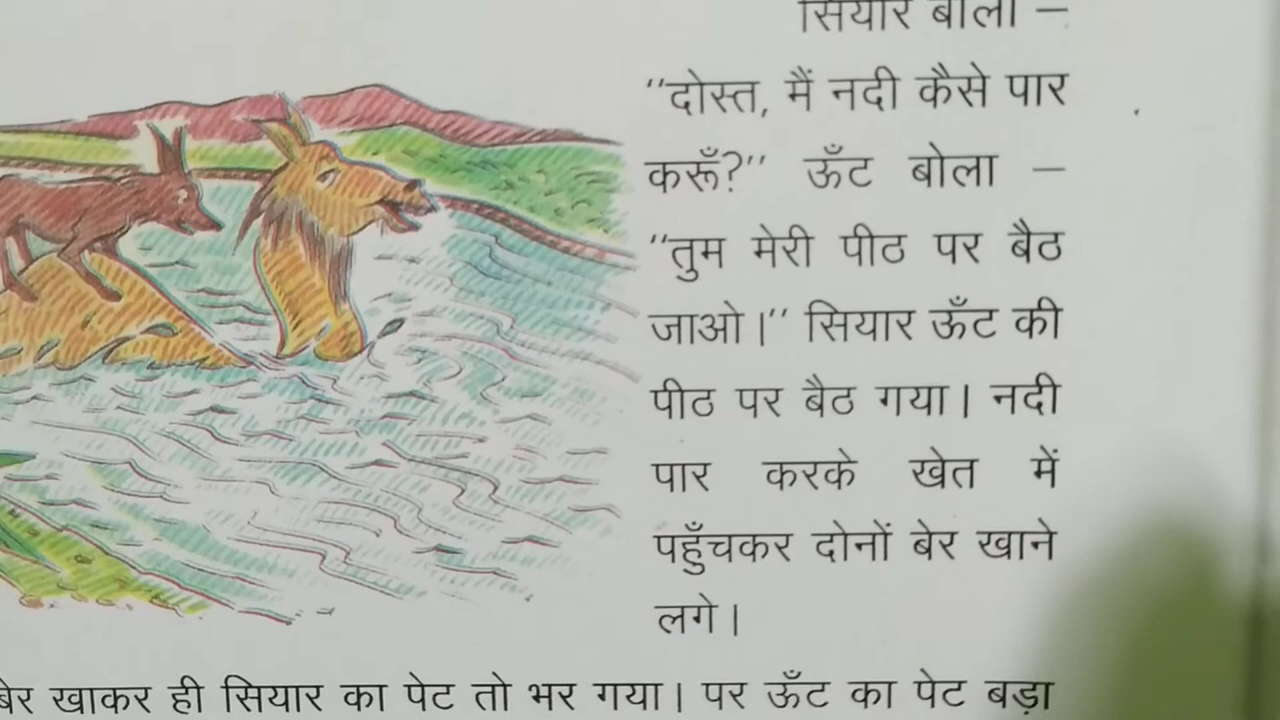 सियार बोला –
"दोस्त, मैं नदी कैसे पार
करूँ?" ऊँट बोला –
"तुम मेरी पीठ पर बैठ
जाओ।" सियार ऊँट की
पीठ पर बैठ गया। नदी
पार करके खेत में
पहुँचकर दोनों बेर खाने
लगे।
बेर खाकर ही सियार का पेट तो भर गया। पर ऊँट का पेट बड़ा